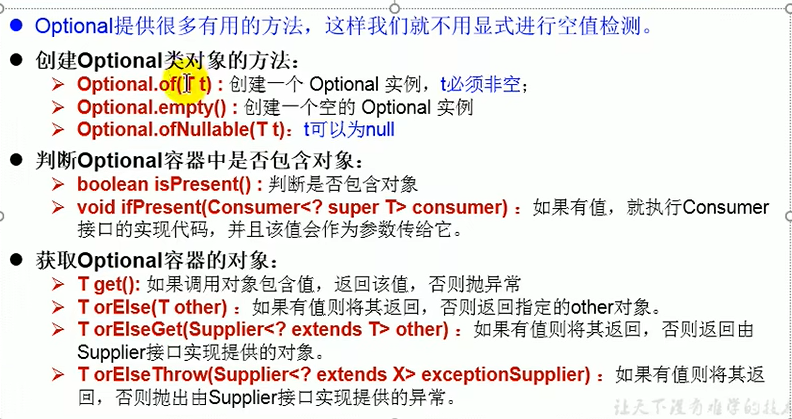 ● Optional提供很多有用的方法，这样我们就不用显式进行空值检测。
● 创建Optional类对象的方法：
➢ Optional.of(T t) : 创建一个 Optional 实例，t必须非空；
➢ Optional.empty() : 创建一个空的 Optional 实例
➢ Optional.ofNullable(T t)：t可以为null
● 判断Optional容器中是否包含对象：
➢ boolean isPresent() : 判断是否包含对象
➢ void ifPresent(Consumer<? super T> consumer) ：如果有值，就执行Consumer
接口的实现代码，并且该值会作为参数传给它。
● 获取Optional容器的对象：
➢ T get(): 如果调用对象包含值，返回该值，否则抛异常
➢ T orElse(T other) ：如果有值则将其返回，否则返回指定的other对象。
➢ T orElseGet(Supplier<? extends T> other) ：如果有值则将其返回，否则返回由
Supplier接口实现提供的对象。
➢ T orElseThrow(Supplier<? extends X> exceptionSupplier) ：如果有值则将其返
回，否则抛出由Supplier接口实现提供的异常。
让天下没有难学的技